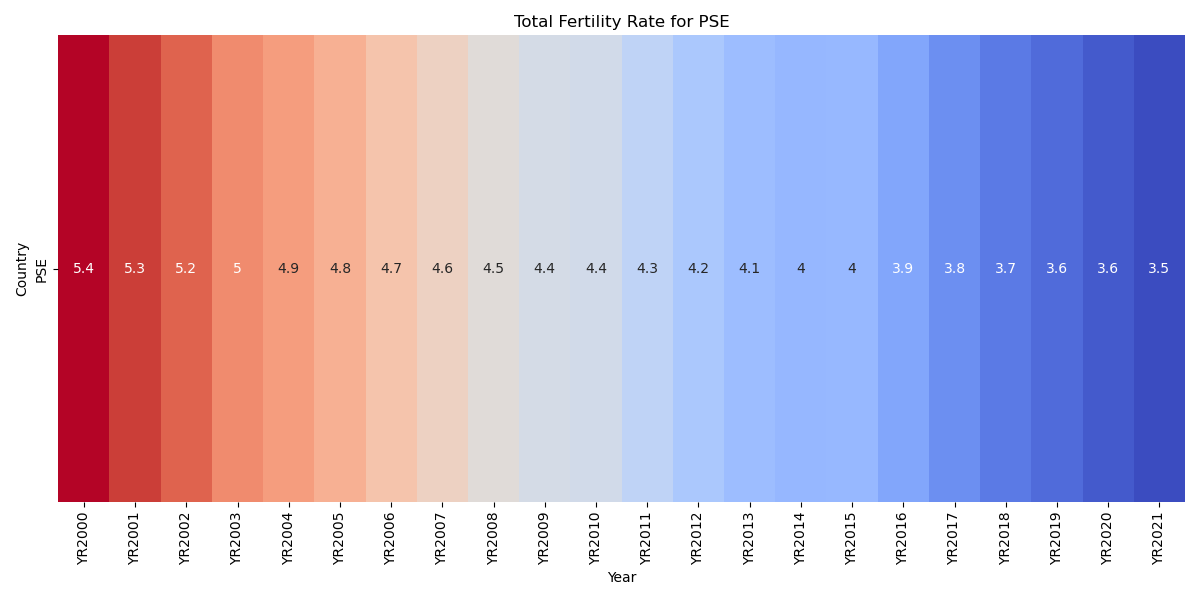 Total Fertility Rate for PSE
Country
PSE
5.4 5.3 5.2 5 4.9 4.8 4.7 4.6 4.5 4.4 4.4 4.3 4.2 4.1 4 4 3.9 3.8 3.7 3.6 3.6 3.5
YR2000 YR2001 YR2002 YR2003 YR2004 YR2005 YR2006 YR2007 YR2008 YR2009 YR2010 YR2011 YR2012 YR2013 YR2014 YR2015 YR2016 YR2017 YR2018 YR2019 YR2020 YR2021
Year